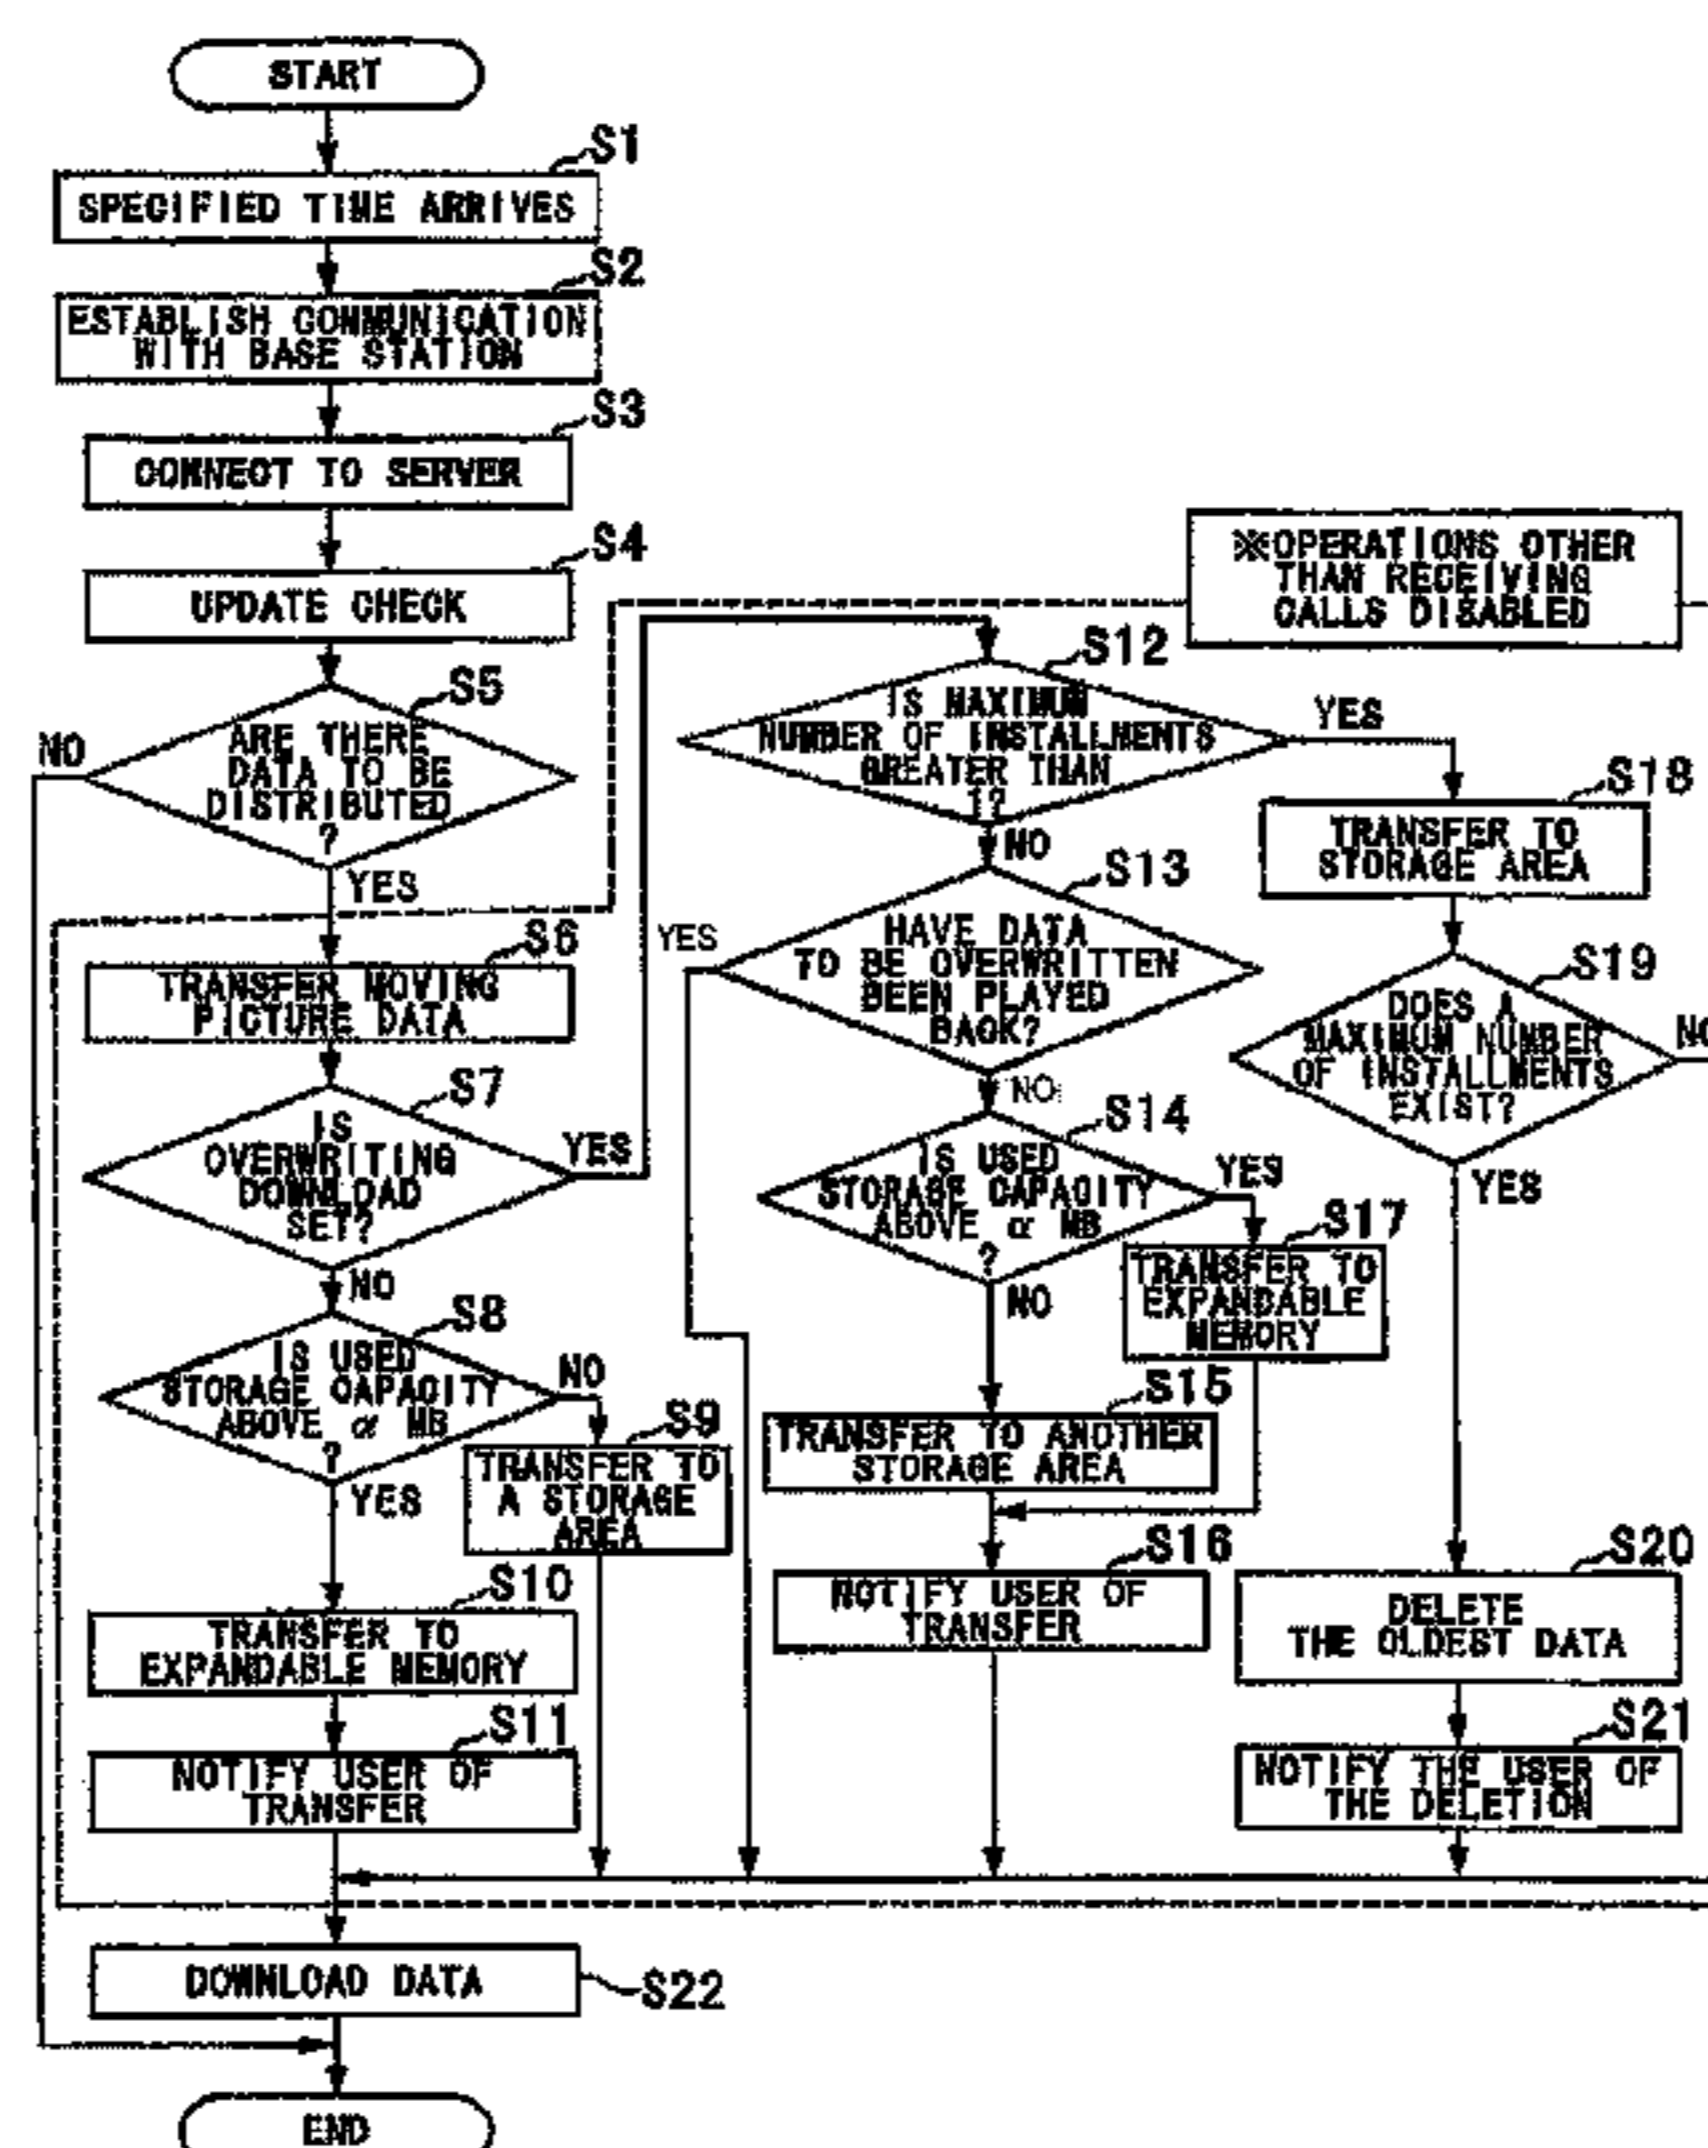 START
S1
SPECIFIED TIME ARRIVES
S2
ESTABLISH COMMUNICATION
WITH BASE STATION
S3
CONNECT TO SERVER
S4
UPDATE CHECK
S5
NO
ARE THERE
DATA TO BE
DISTRIBUTED
?
YES
S6
TRANSFER MOVING
PICTURE DATA
S7
IS
OVERWRITING
DOWNLOAD
SET?
YES
NO
S8
IS USED
STORAGE CAPACITY
ABOVE α MB
?
NO
YES
S9
TRANSFER TO
A STORAGE
AREA
S10
TRANSFER TO
EXPANDABLE MEMORY
S11
NOTIFY USER OF
TRANSFER
※OPERATIONS OTHER
THAN RECEIVING
CALLS DISABLED
S12
IS MAXIMUM
NUMBER OF INSTALLMENTS
GREATER THAN
1?
YES
NO
S13
YES
HAVE DATA
TO BE OVERWRITTEN
BEEN PLAYED
BACK?
NO
S14
IS USED
STORAGE CAPACITY
ABOVE α MB
?
YES
NO
S17
TRANSFER TO
EXPANDABLE
MEMORY
S15
TRANSFER TO ANOTHER
STORAGE AREA
S16
NOTIFY USER OF
TRANSFER
S18
TRANSFER TO
STORAGE AREA
S19
DOES A
MAXIMUM NUMBER
OF INSTALLMENTS
EXIST?
NO
YES
S20
DELETE
THE OLDEST DATA
S21
NOTIFY THE USER OF
THE DELETION
DOWNLOAD DATA
S22
END